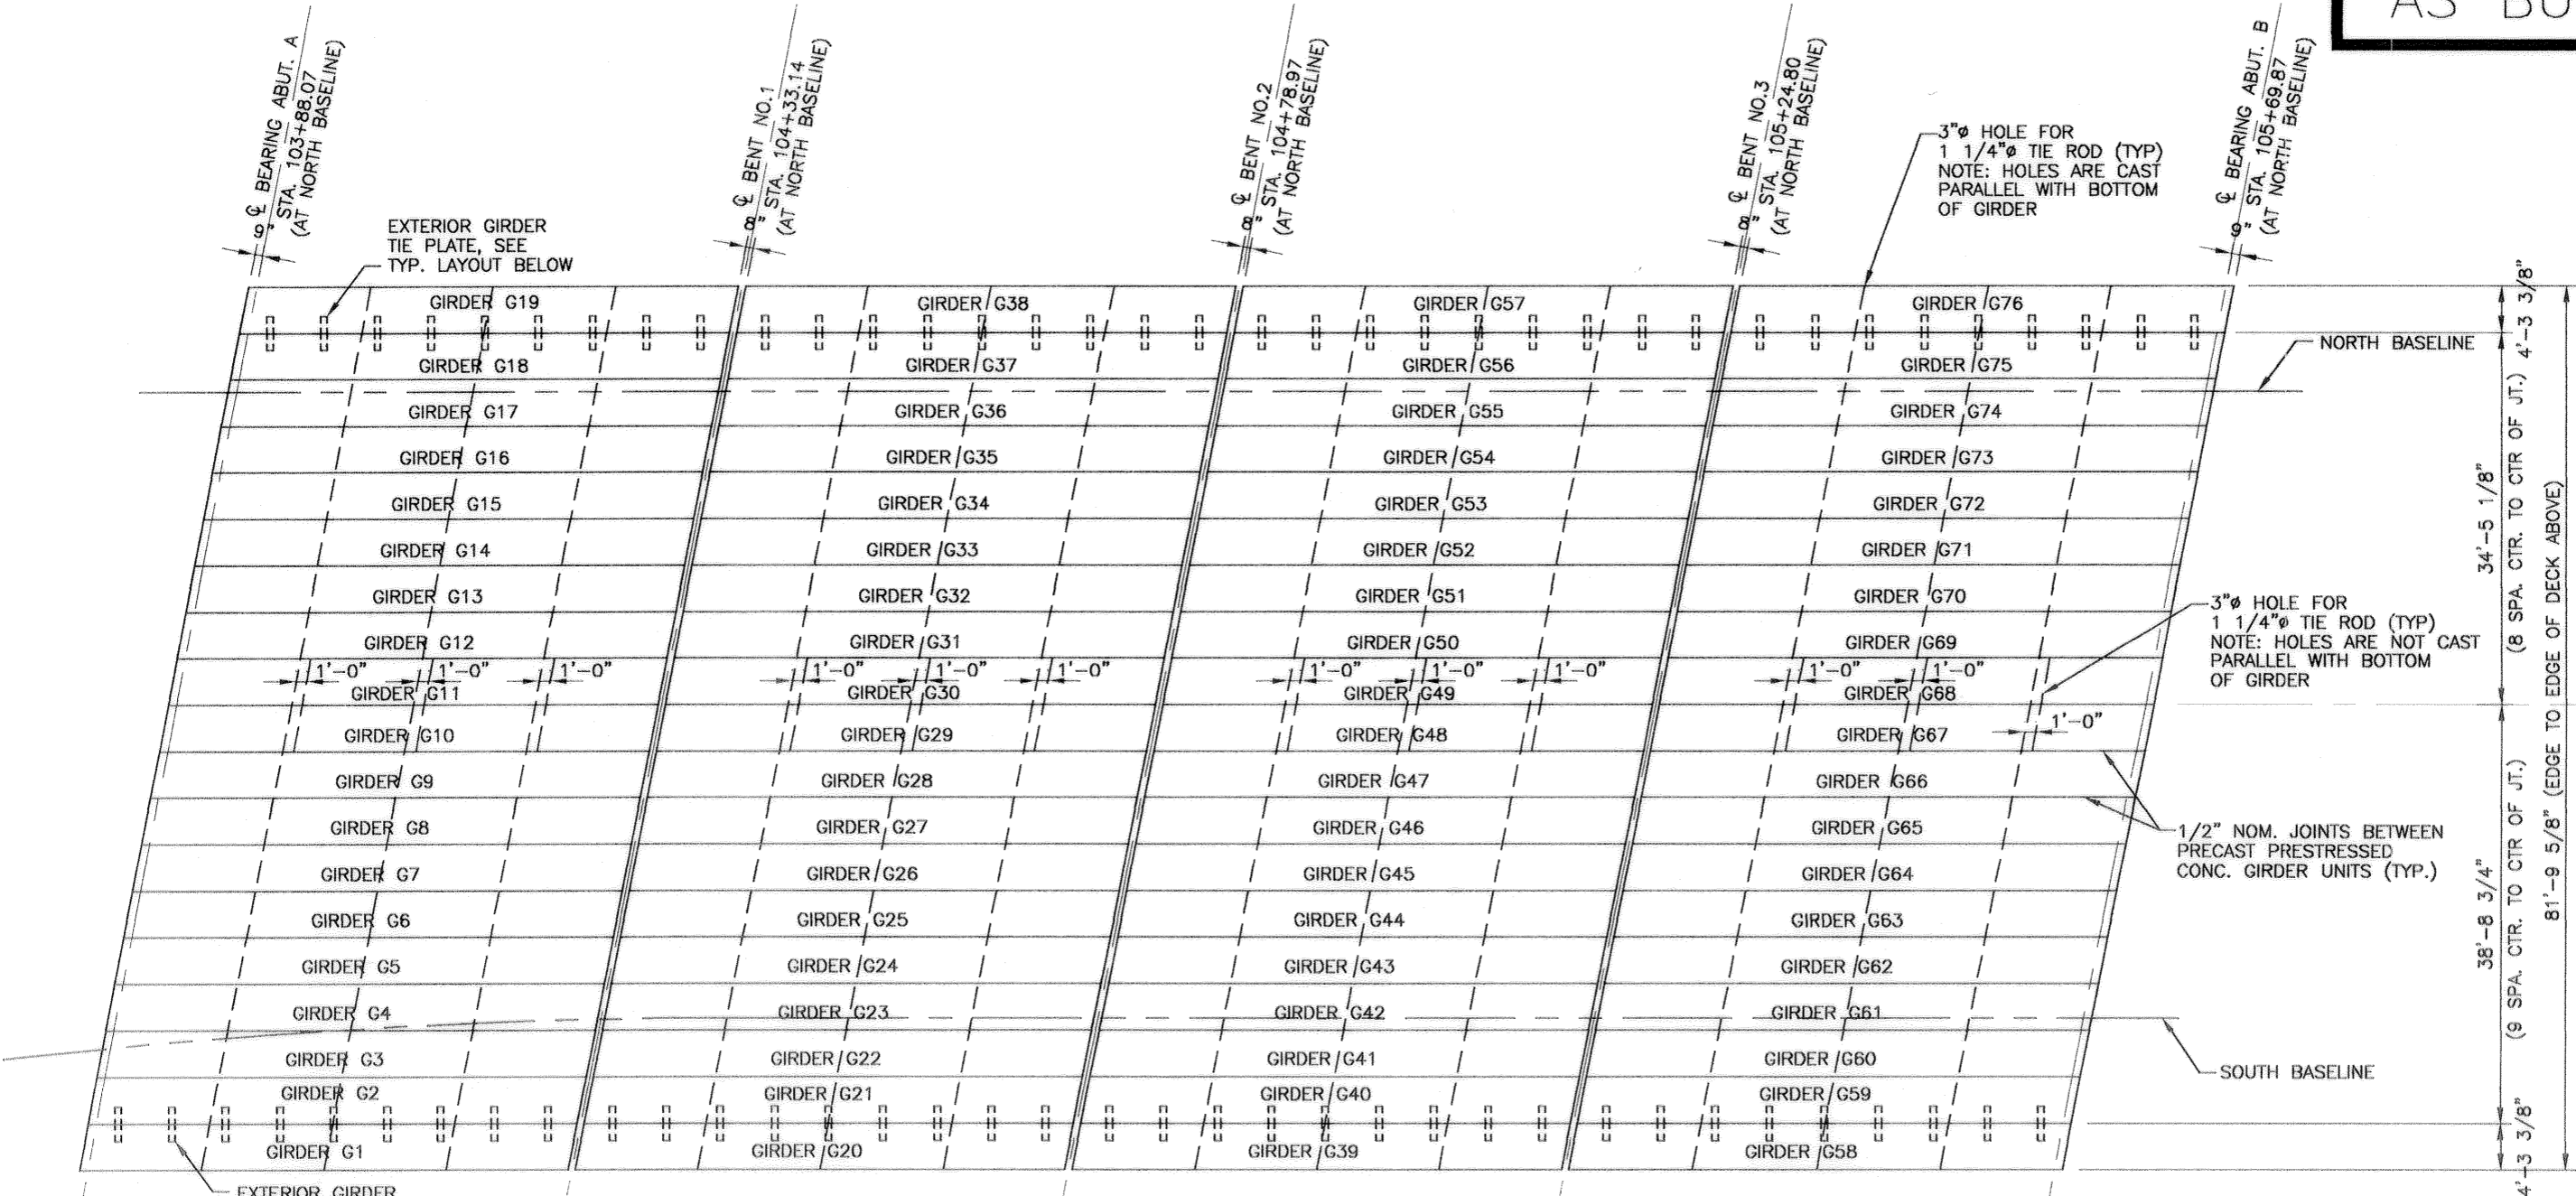 AS BU
℄ BEARING ABUT. A
STA. 103+88.07
(AT NORTH BASELINE)
9"
℄ BENT NO.1
STA. 104+33.14
(AT NORTH BASELINE)
8"
℄ BENT NO.2
STA. 104+78.97
(AT NORTH BASELINE)
8"
℄ BENT NO.3
STA. 105+24.80
(AT NORTH BASELINE)
8"
℄ BEARING ABUT. B
STA. 105+69.87
(AT NORTH BASELINE)
9"
EXTERIOR GIRDER
TIE PLATE, SEE
TYP. LAYOUT BELOW
3"ø HOLE FOR
1 1/4"ø TIE ROD (TYP)
NOTE: HOLES ARE CAST
PARALLEL WITH BOTTOM
OF GIRDER
GIRDER G19
GIRDER G38
GIRDER G57
GIRDER G76
GIRDER G18
GIRDER G37
GIRDER G56
GIRDER G75
NORTH BASELINE
GIRDER G17
GIRDER G36
GIRDER G55
GIRDER G74
GIRDER G16
GIRDER G35
GIRDER G54
GIRDER G73
GIRDER G15
GIRDER G34
GIRDER G53
GIRDER G72
GIRDER G14
GIRDER G33
GIRDER G52
GIRDER G71
GIRDER G13
GIRDER G32
GIRDER G51
GIRDER G70
GIRDER G12
GIRDER G31
GIRDER G50
GIRDER G69
1'-0"
1'-0"
1'-0"
1'-0"
1'-0"
1'-0"
1'-0"
1'-0"
1'-0"
1'-0"
1'-0"
GIRDER G11
GIRDER G30
GIRDER G49
GIRDER G68
3"ø HOLE FOR
1 1/4"ø TIE ROD (TYP)
NOTE: HOLES ARE NOT CAST
PARALLEL WITH BOTTOM
OF GIRDER
1'-0"
GIRDER G10
GIRDER G29
GIRDER G48
GIRDER G67
GIRDER G9
GIRDER G28
GIRDER G47
GIRDER G66
GIRDER G8
GIRDER G27
GIRDER G46
GIRDER G65
1/2" NOM. JOINTS BETWEEN
PRECAST PRESTRESSED
CONC. GIRDER UNITS (TYP.)
GIRDER G7
GIRDER G26
GIRDER G45
GIRDER G64
GIRDER G6
GIRDER G25
GIRDER G44
GIRDER G63
GIRDER G5
GIRDER G24
GIRDER G43
GIRDER G62
GIRDER G4
GIRDER G23
GIRDER G42
GIRDER G61
GIRDER G3
GIRDER G22
GIRDER G41
GIRDER G60
SOUTH BASELINE
GIRDER G2
GIRDER G21
GIRDER G40
GIRDER G59
GIRDER G1
GIRDER G20
GIRDER G39
GIRDER G58
EXTERIOR GIRDER
4'-3 3/8"
34'-5 1/8"
(8 SPA. CTR. TO CTR OF JT.)
38'-8 3/4"
(9 SPA. CTR. TO CTR OF JT.)
4'-3 3/8"
81'-9 5/8" (EDGE TO EDGE OF DECK ABOVE)